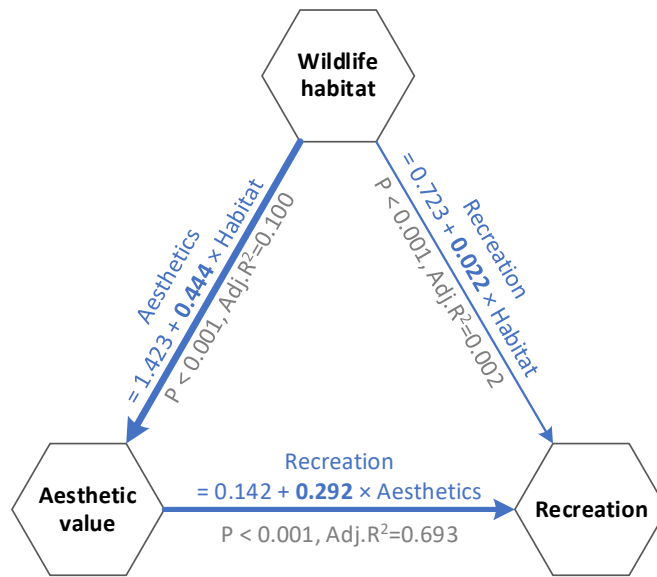 Wildlife
habitat
Aesthetics
= 1.423 + 0.444 × Habitat
P < 0.001, Adj.R²=0.100
Recreation
= 0.723 + 0.022 × Habitat
P < 0.001, Adj.R²=0.002
Aesthetic
value
Recreation
= 0.142 + 0.292 × Aesthetics
P < 0.001, Adj.R²=0.693
Recreation